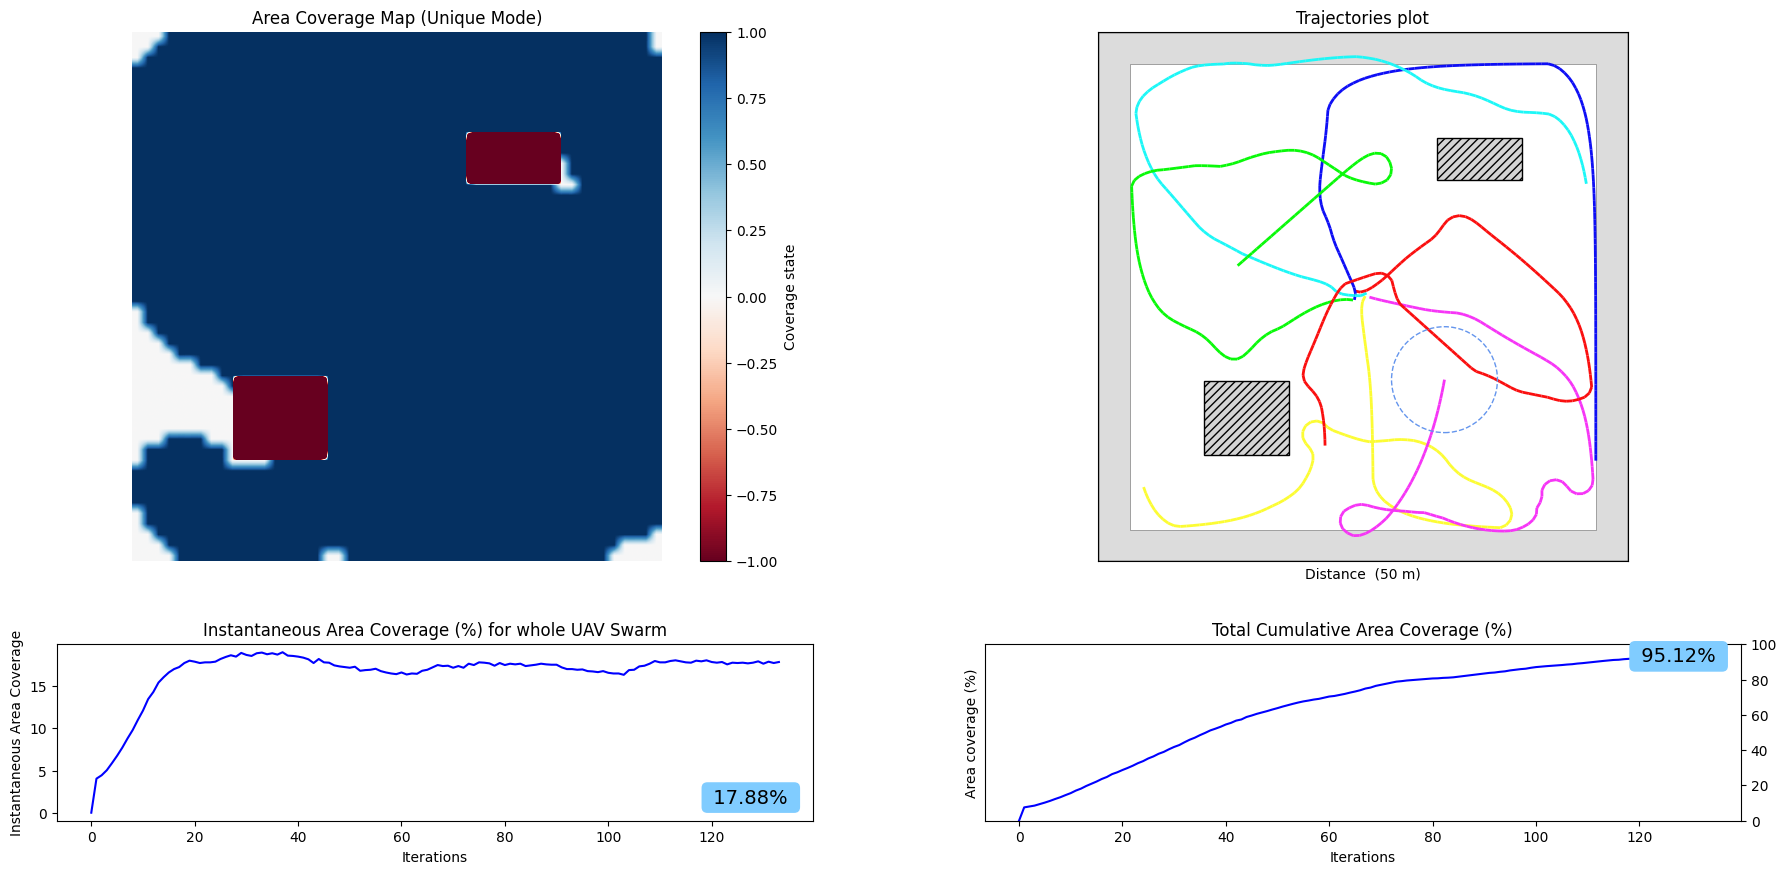 Area Coverage Map (Unique Mode)
1.00
0.75
0.50
0.25
0.00
−0.25
−0.50
−0.75
−1.00
Coverage state
Trajectories plot
Distance  (50 m)
Instantaneous Area Coverage (%) for whole UAV Swarm
Instantaneous Area Coverage
15
10
5
0
17.88%
0 20 40 60 80 100 120
Iterations
Total Cumulative Area Coverage (%)
Area coverage (%)
95.12%
100
80
60
40
20
0
0 20 40 60 80 100 120
Iterations